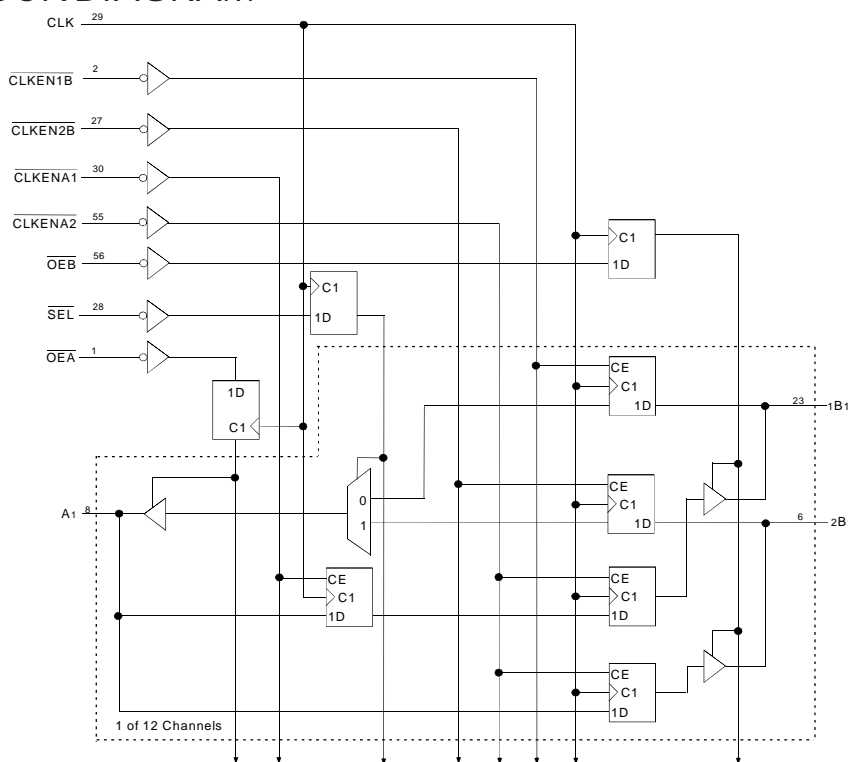 CLK 29
CLKEN1B 2
CLKEN2B 27
CLKENA1 30
CLKENA2 55
C1
OEB 56
1D
C1
SEL 28
1D
OEA 1
CE
1D
C1
1D
23 1B1
C1
0
CE
C1
A1 8
1
1D
6 2B
CE
CE
C1
C1
1D
1D
CE
C1
1D
1 of 12 Channels